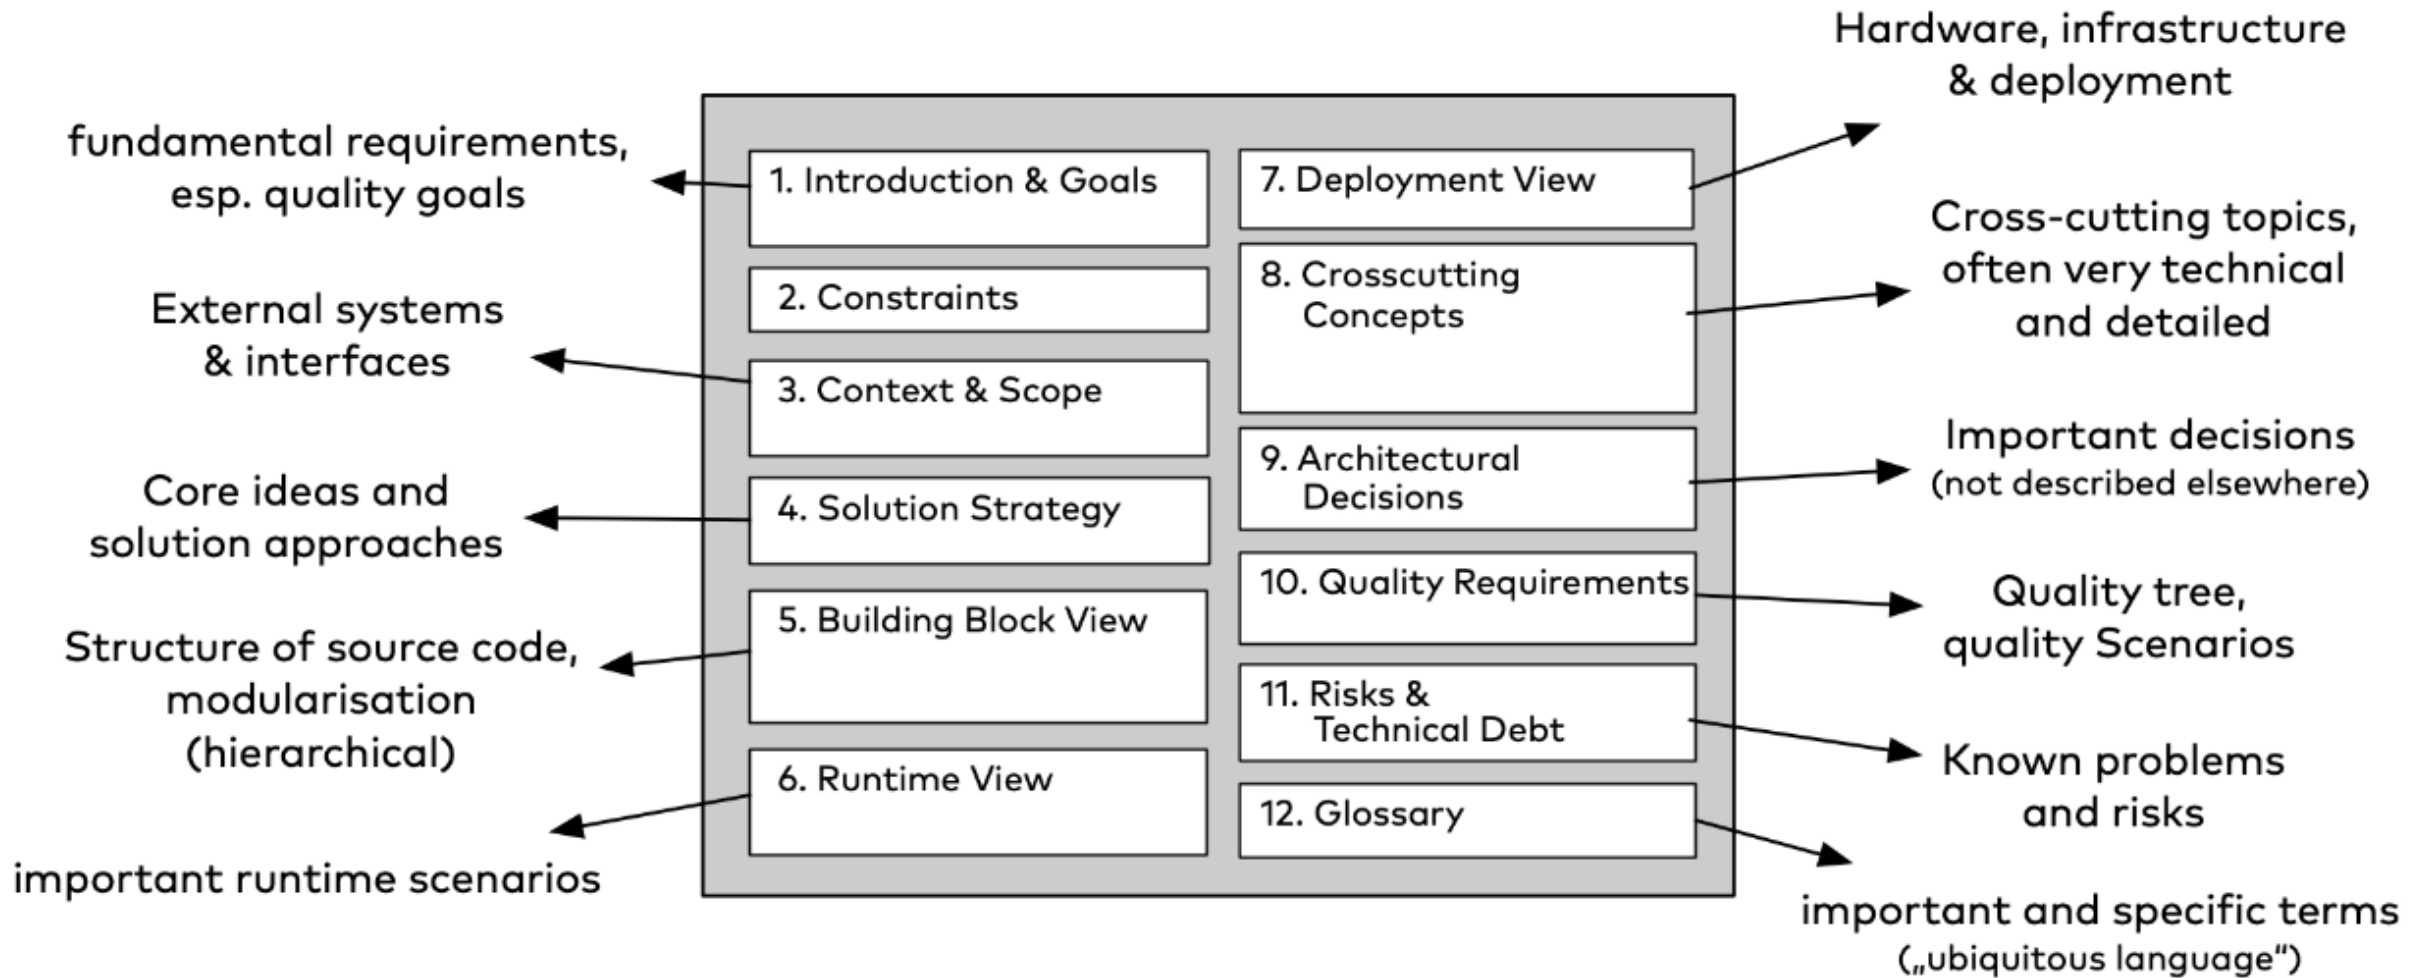 fundamental requirements,
esp. quality goals
External systems
& interfaces
Core ideas and
solution approaches
Structure of source code,
modularisation
(hierarchical)
important runtime scenarios
1. Introduction & Goals
2. Constraints
3. Context & Scope
4. Solution Strategy
5. Building Block View
6. Runtime View
7. Deployment View
8. Crosscutting
Concepts
9. Architectural
Decisions
10. Quality Requirements
11. Risks &
Technical Debt
12. Glossary
Hardware, infrastructure
& deployment
Cross-cutting topics,
often very technical
and detailed
Important decisions
(not described elsewhere)
Quality tree,
quality Scenarios
Known problems
and risks
important and specific terms
(„ubiquitous language“)